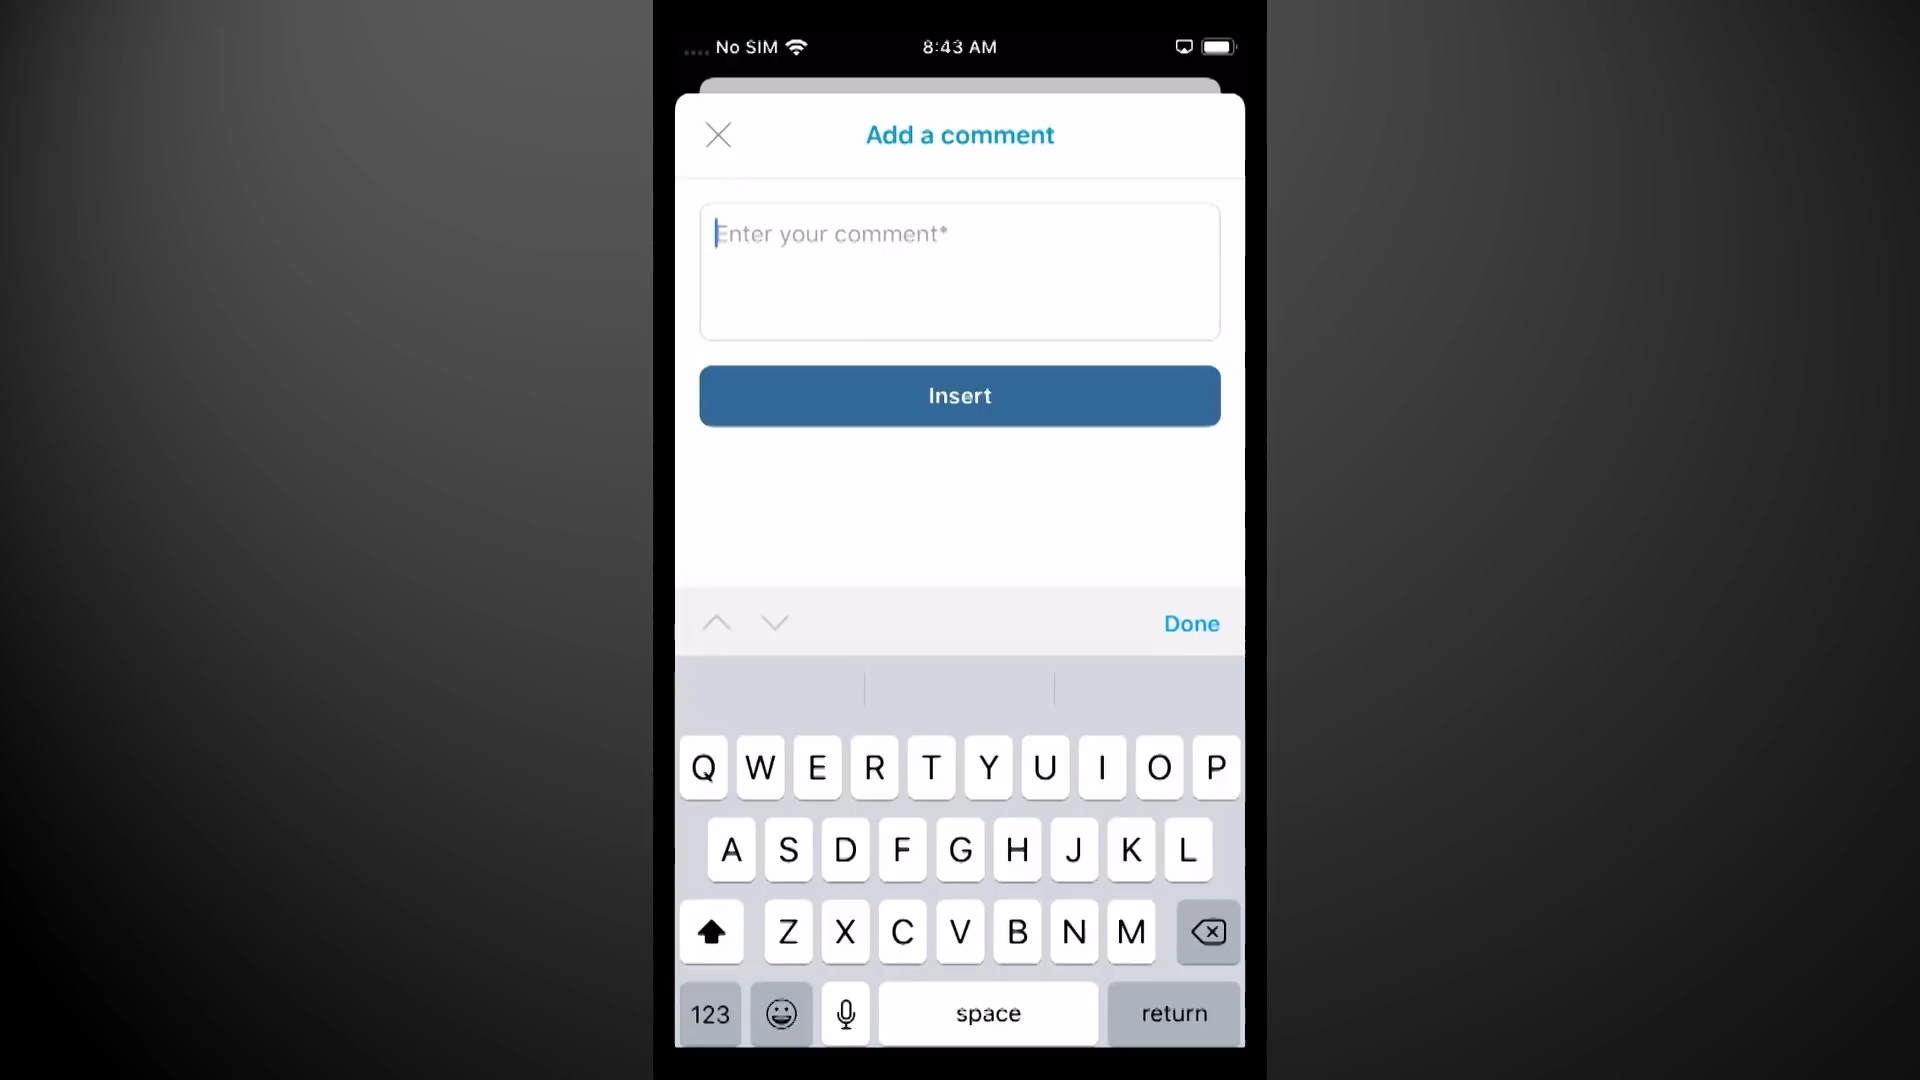 No SIM 8:43 AM
Add a comment
Enter your comment*
Insert
Done
Q W E R T Y U I O P
A S D F G H J K L
Z X C V B N M
123 space return